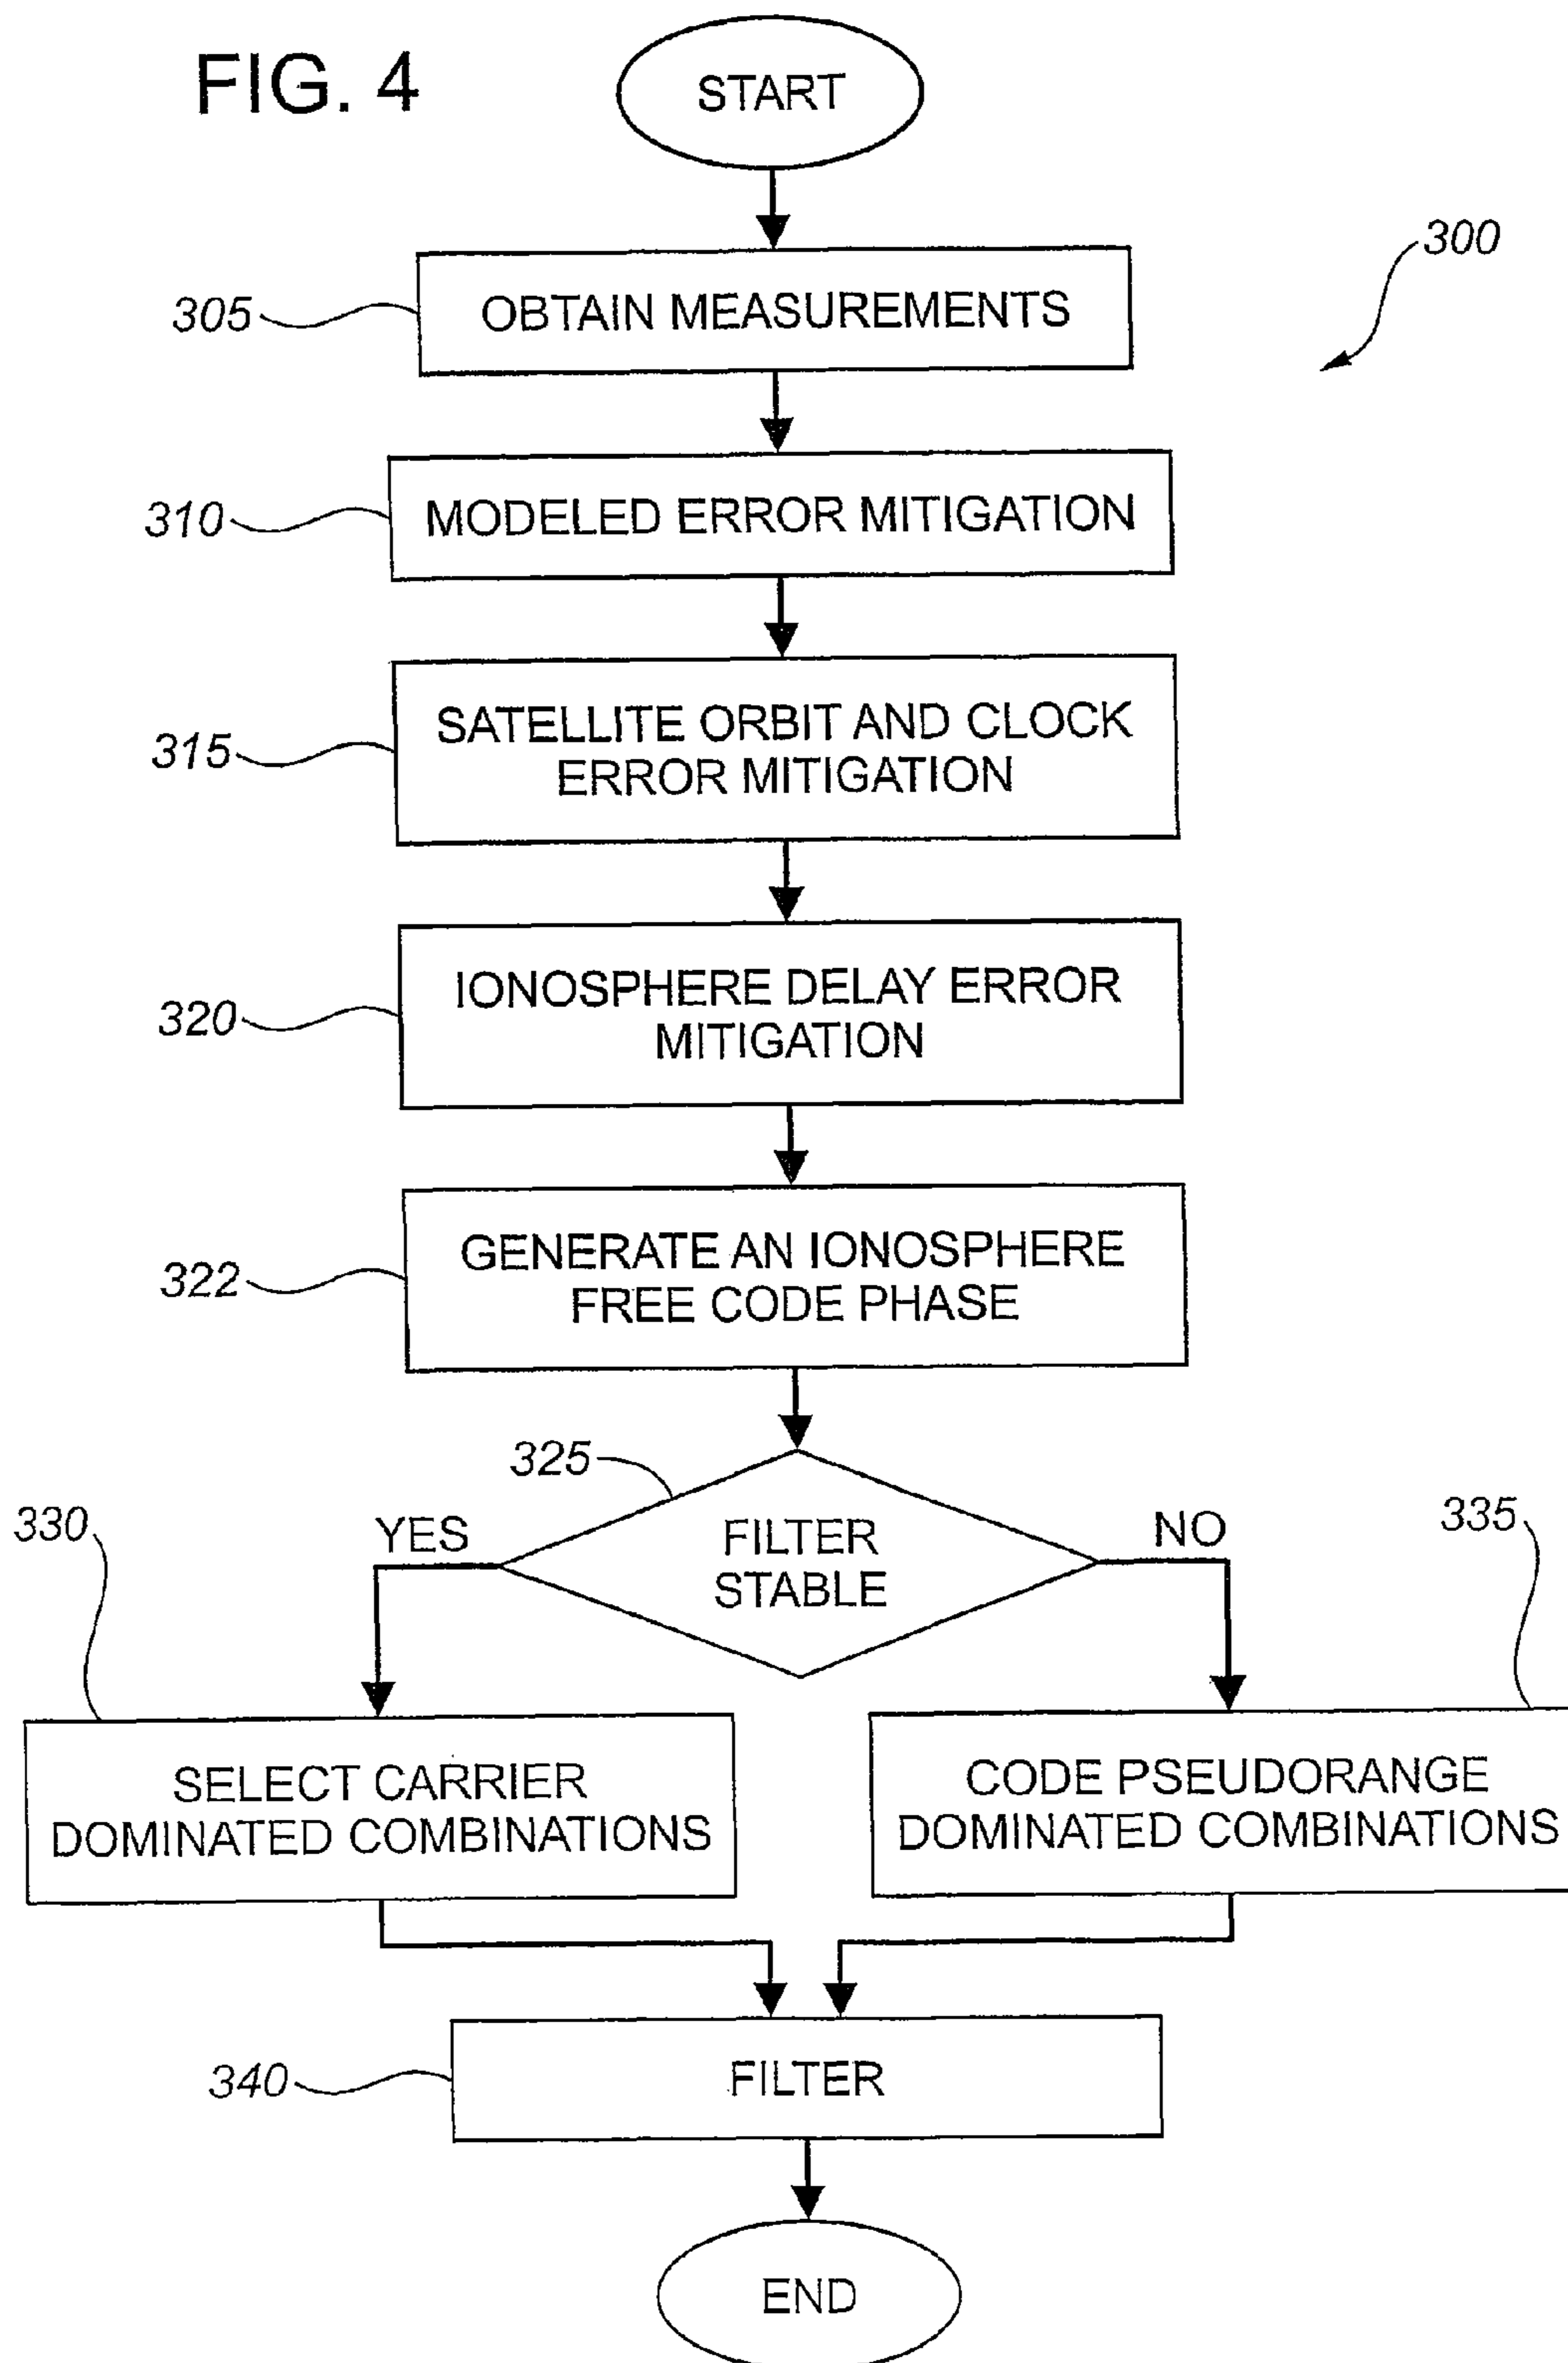 FIG. 4
START
300
305
OBTAIN MEASUREMENTS
310
MODELED ERROR MITIGATION
315
SATELLITE ORBIT AND CLOCK
ERROR MITIGATION
320
IONOSPHERE DELAY ERROR
MITIGATION
322
GENERATE AN IONOSPHERE
FREE CODE PHASE
325
330
YES
FILTER
STABLE
NO
335
SELECT CARRIER
DOMINATED COMBINATIONS
CODE PSEUDORANGE
DOMINATED COMBINATIONS
340
FILTER
END